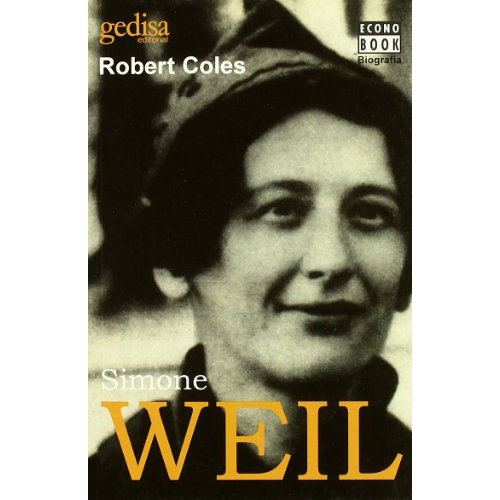 gedisa
editorial
ECONO
BOOK
Biografía
Robert Coles
Simone
WEIL